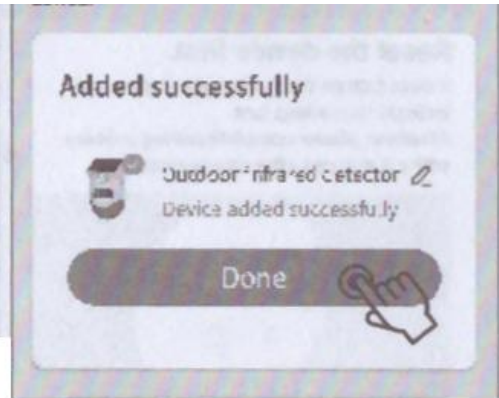 Added successfully
Outdoor infrared detector
Device added successfully
Done